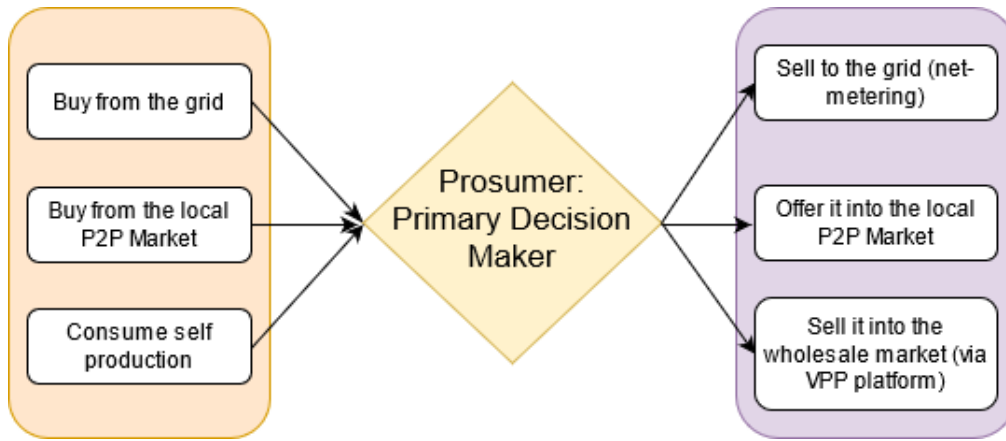 Buy from the grid
Buy from the local
P2P Market
Consume self
production
Prosumer:
Primary Decision
Maker
Sell to the grid (net-
metering)
Offer it into the local
P2P Market
Sell it into the
wholesale market (via
VPP platform)